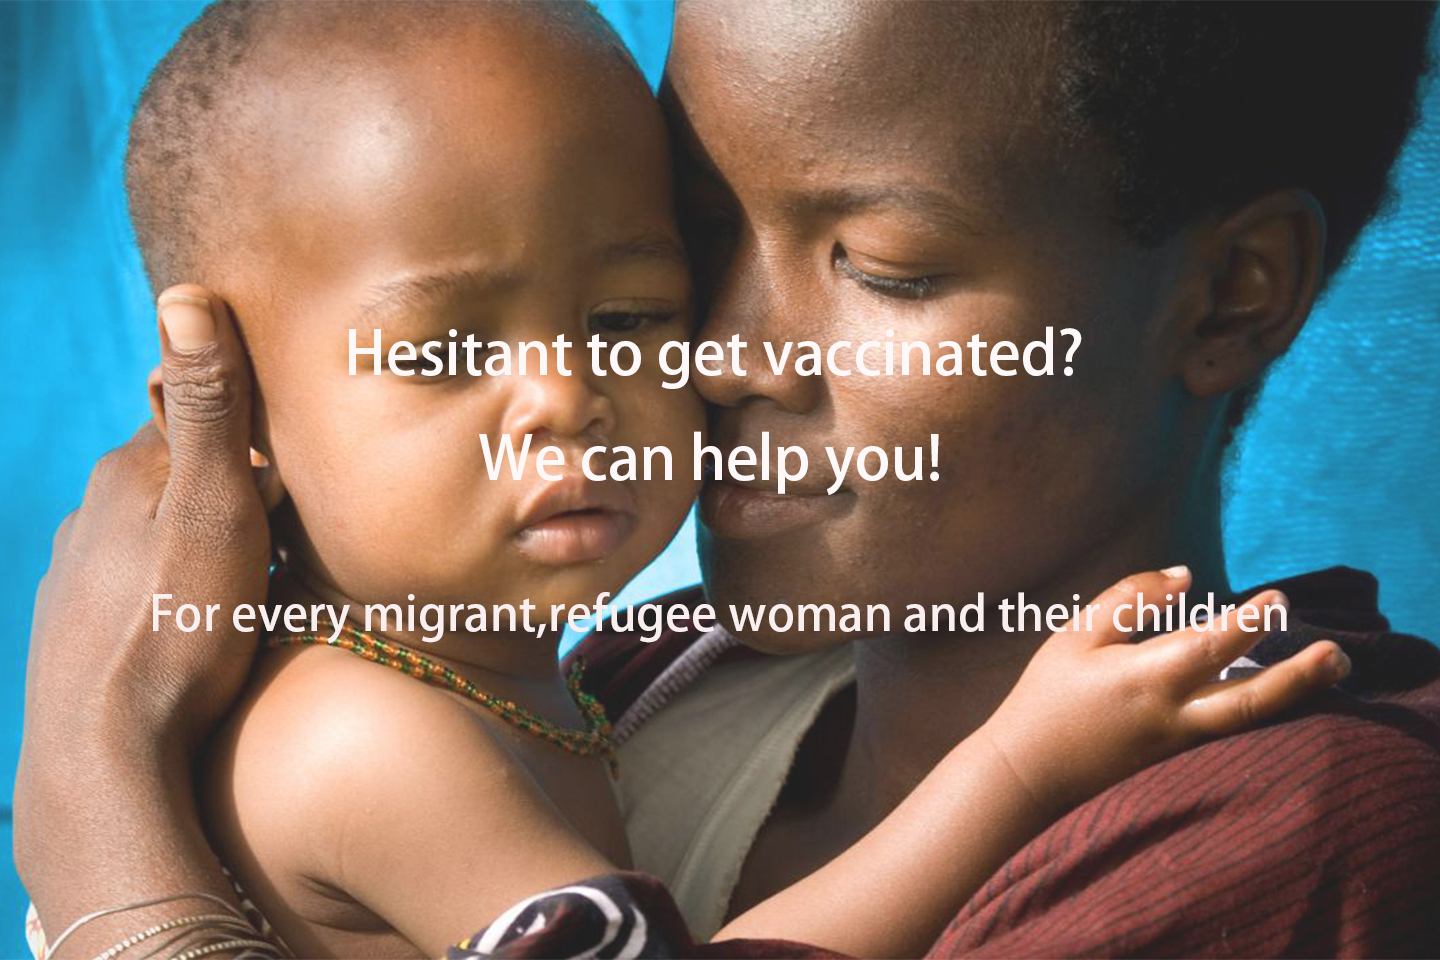 Hesitant to get vaccinated?
We can help you!
For every migrant,refugee woman and their children